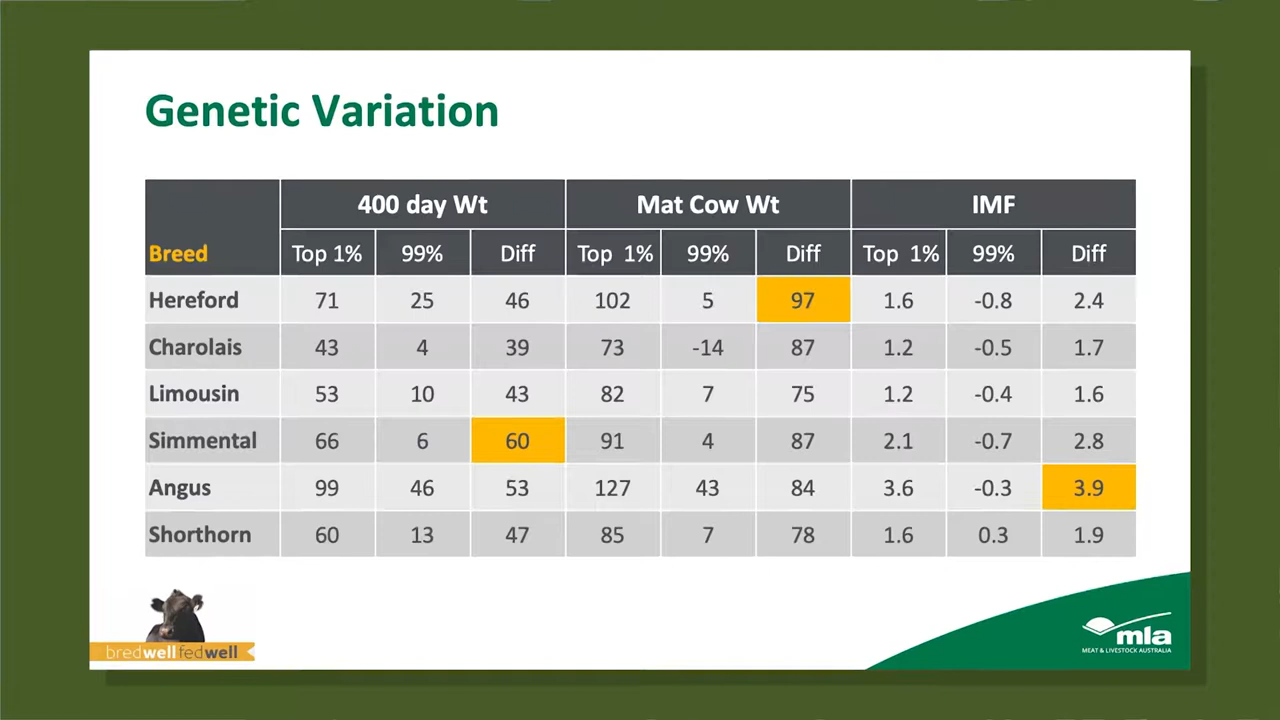 Genetic Variation
400 day Wt Mat Cow Wt IMF
Breed Top 1% 99% Diff Top 1% 99% Diff Top 1% 99% Diff
Hereford 71 25 46 102 5 97 1.6 -0.8 2.4
Charolais 43 4 39 73 -14 87 1.2 -0.5 1.7
Limousin 53 10 43 82 7 75 1.2 -0.4 1.6
Simmental 66 6 60 91 4 87 2.1 -0.7 2.8
Angus 99 46 53 127 43 84 3.6 -0.3 3.9
Shorthorn 60 13 47 85 7 78 1.6 0.3 1.9
bredwellfedwell
mla
MEAT & LIVESTOCK AUSTRALIA